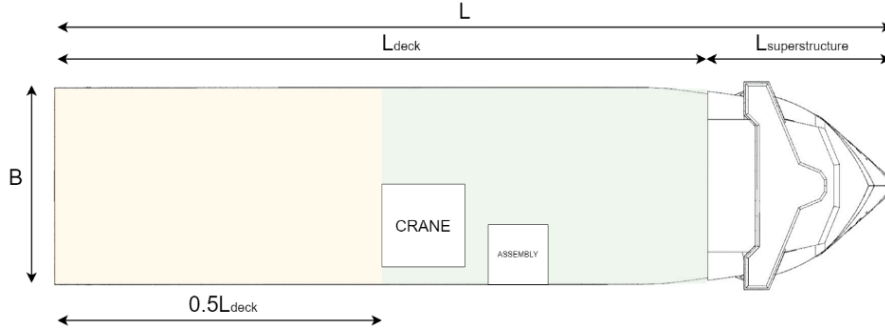 L
Ldeck
Lsuperstructure
B
CRANE
ASSEMBLY
0.5Ldeck